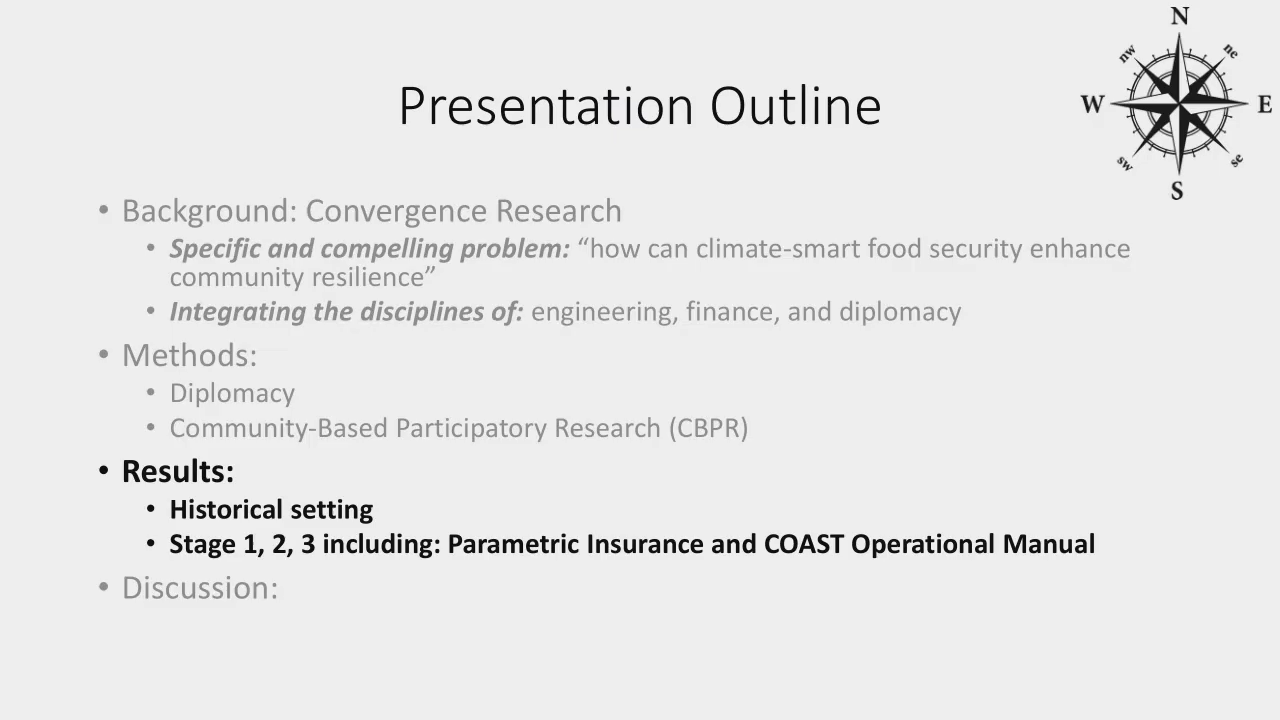 N
nw
ne
W
E
sw
se
S
Presentation Outline
• Background: Convergence Research
• Specific and compelling problem: “how can climate-smart food security enhance
community resilience”
• Integrating the disciplines of: engineering, finance, and diplomacy
• Methods:
• Diplomacy
• Community-Based Participatory Research (CBPR)
• Results:
• Historical setting
• Stage 1, 2, 3 including: Parametric Insurance and COAST Operational Manual
• Discussion: